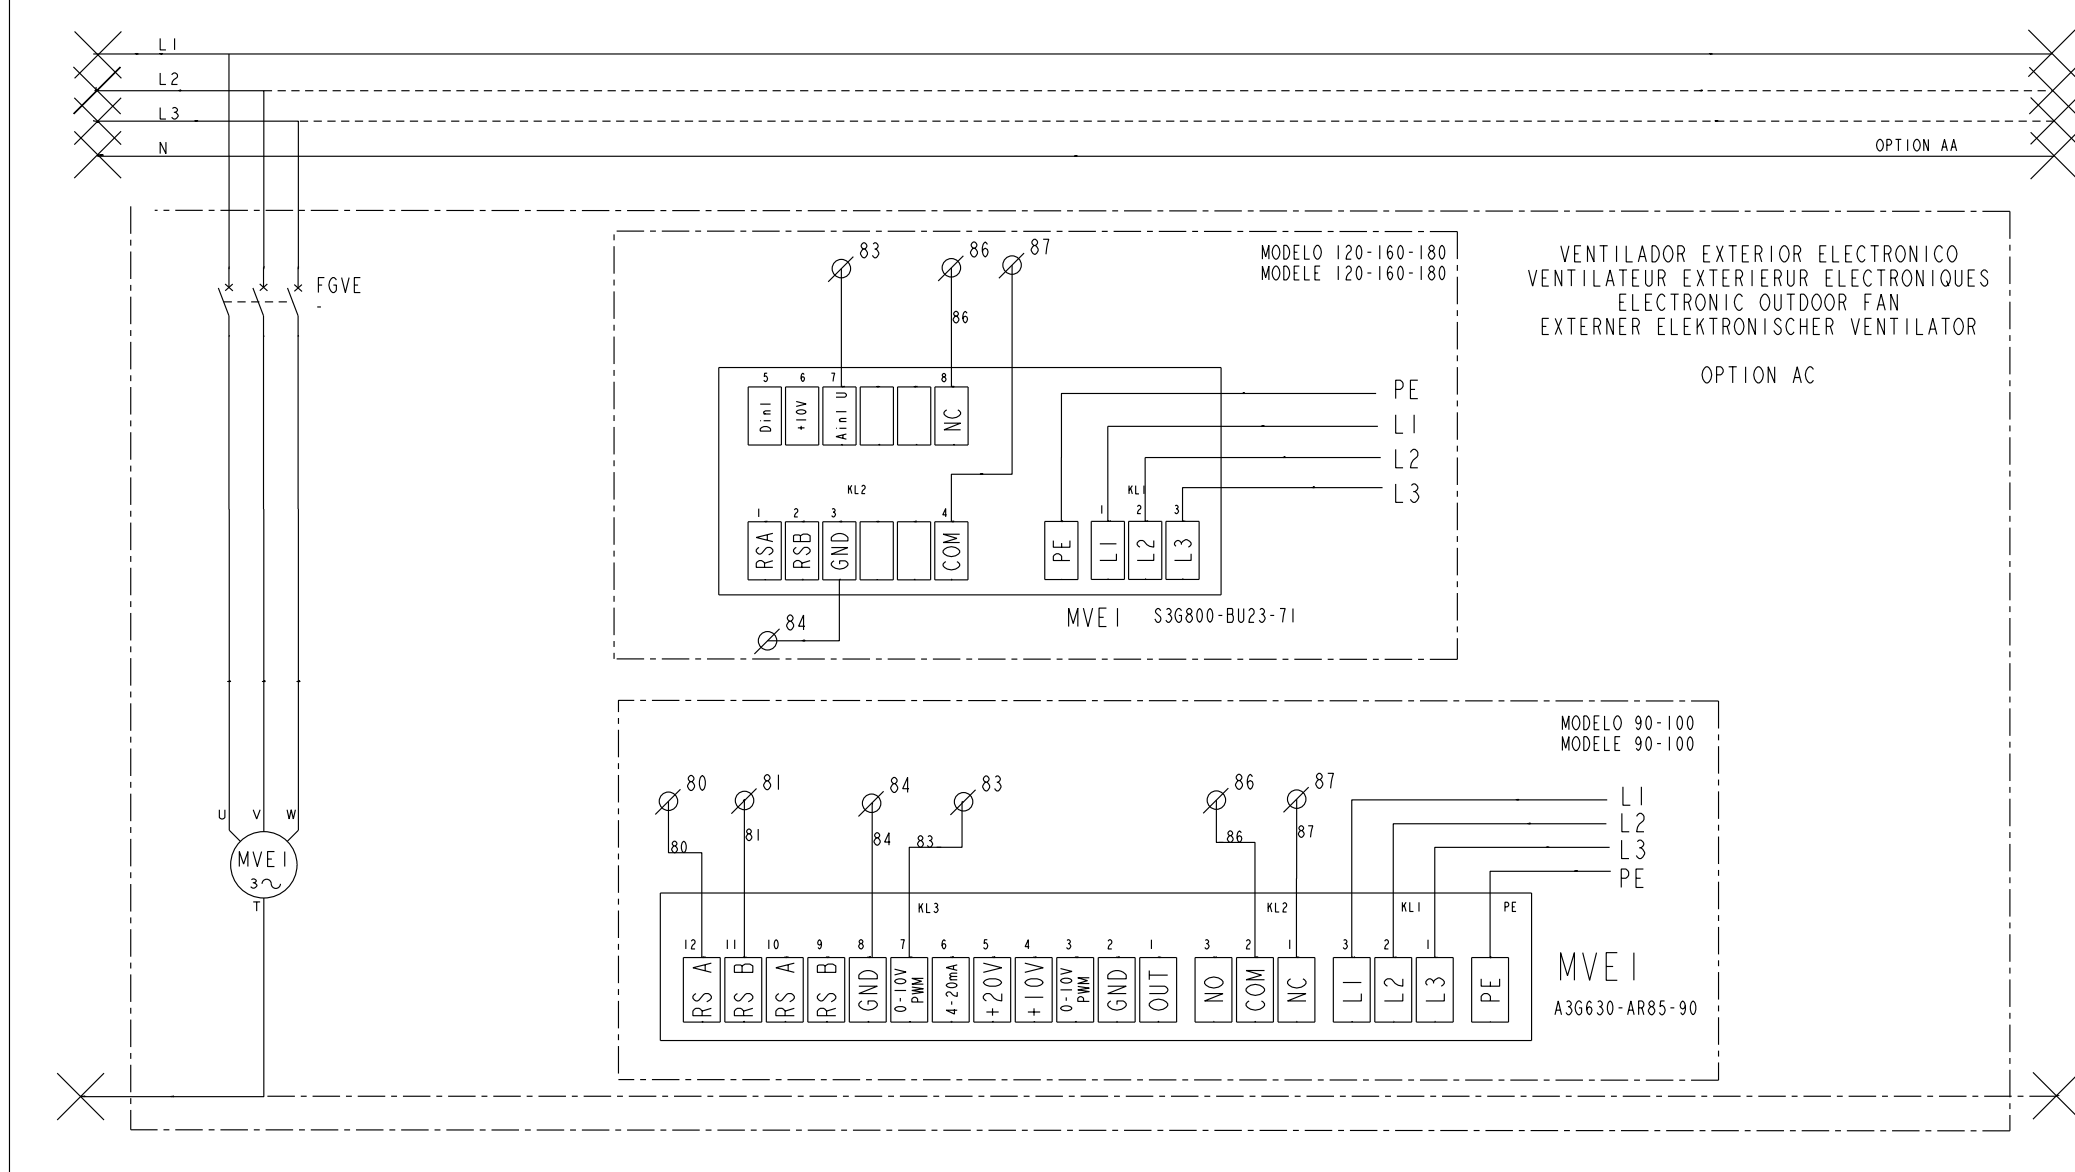 L1
L2
L3
N
OPTION AA
FGVE
-
83
86
87
MODELO 120-160-180
MODELE 120-160-180
VENTILADOR EXTERIOR ELECTRONICO
VENTILATEUR EXTERIERUR ELECTRONIQUES
ELECTRONIC OUTDOOR FAN
EXTERNER ELEKTRONISCHER VENTILATOR
OPTION AC
86
5 6 7 8
Din1 +10V Ain1 U NC
PE
L1
L2
L3
KL2 KL1
1 2 3 4 1 2 3
RSA RSB GND COM PE L1 L2 L3
MVE1 S3G800-BU23-71
84
MODELO 90-100
MODELE 90-100
80 81 84 83 86 87
80 81 84 83 86 87
L1
L2
L3
PE
U V W
MVE1
3~
T
KL3 KL2 KL1 PE
12 11 10 9 8 7 6 5 4 3 2 1 3 2 1 3 2 1
RS A RS B RS A RS B GND 0-10V PWM 4-20mA +20V +10V 0-10V PWM GND OUT NO COM NC L1 L2 L3 PE
MVE1
A3G630-AR85-90